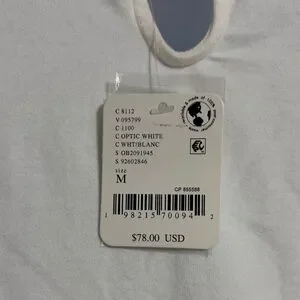 C 8112
V 095799
C 1100
C OPTIC WHITE
C WHT/BLANC
S OB2091945
S 92602846
size
M
CP 855588
1 98215 70094 2
$78.00 USD